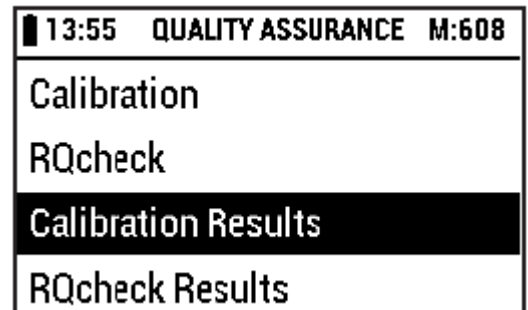 13:55 QUALITY ASSURANCE M:608
Calibration
RQcheck
Calibration Results
RQcheck Results